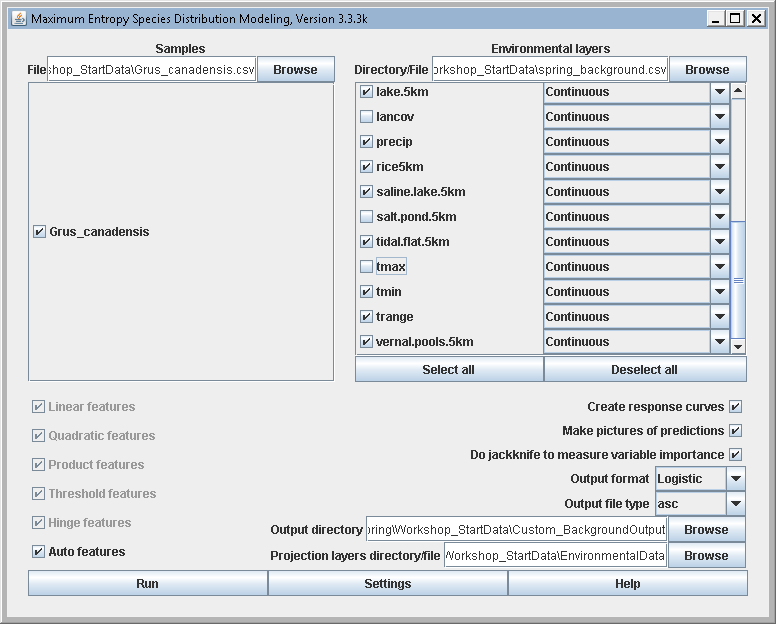 Maximum Entropy Species Distribution Modeling, Version 3.3.3k
Samples
File hop_StartData\Grus_canadensis.csv Browse
Grus_canadensis
Environmental layers
Directory/File orkshop_StartData\spring_background.csv Browse
lake.5km Continuous
lancov Continuous
precip Continuous
rice5km Continuous
saline.lake.5km Continuous
salt.pond.5km Continuous
tidal.flat.5km Continuous
tmax Continuous
tmin Continuous
trange Continuous
vernal.pools.5km Continuous
Select all Deselect all
Linear features
Quadratic features
Product features
Threshold features
Hinge features
Auto features
Create response curves
Make pictures of predictions
Do jackknife to measure variable importance
Output format Logistic
Output file type asc
Output directory pring\Workshop_StartData\Custom_BackgroundOutput Browse
Projection layers directory/file Workshop_StartData\EnvironmentalData Browse
Run Settings Help